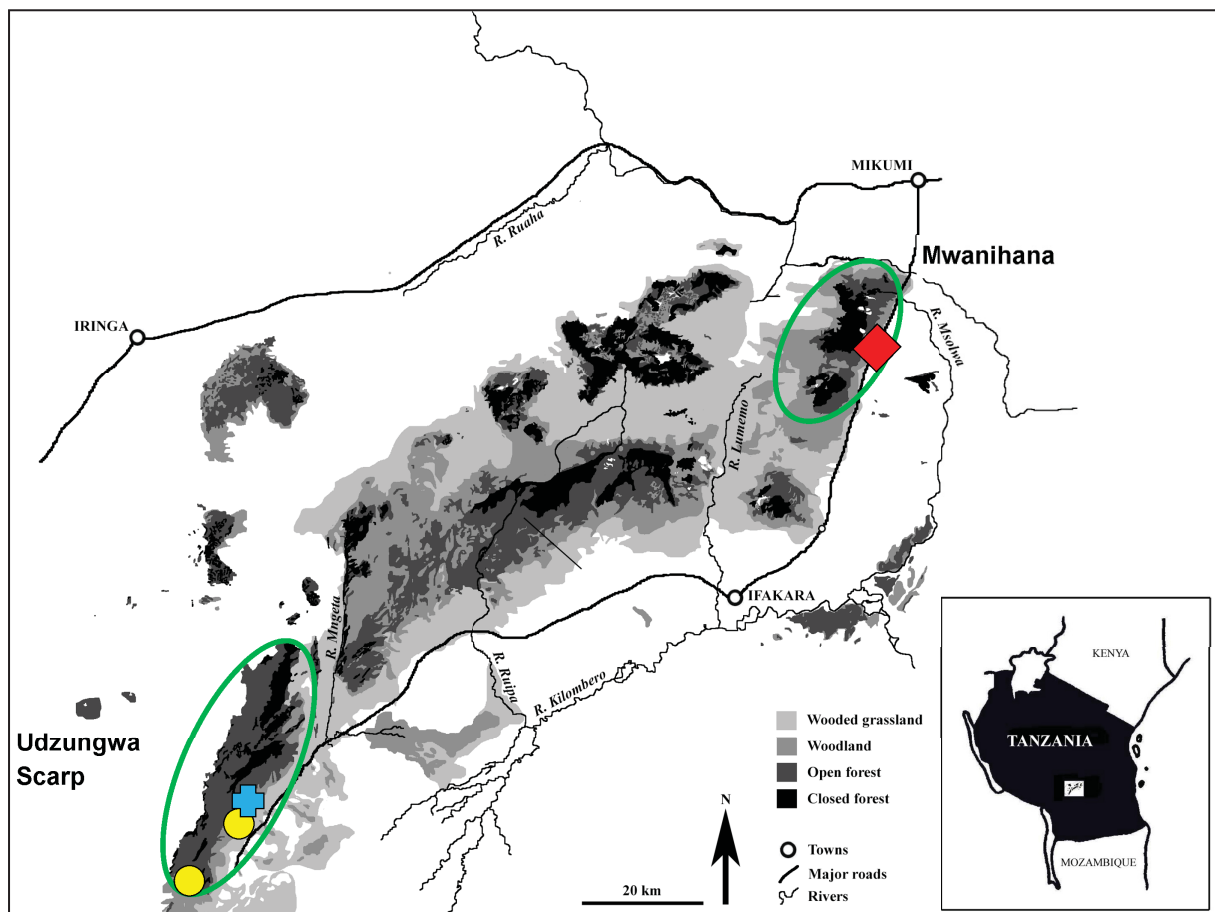 MIKUMI
R. Ruaha
Mwanihana
IRINGA
R. Msolwa
R. Lumemo
IFAKARA
R. Mngeta
R. Ruipa
R. Kilombero
Udzungwa
Scarp
Wooded grassland
Woodland
Open forest
Closed forest
N
Towns
Major roads
Rivers
20 km
KENYA
TANZANIA
MOZAMBIQUE